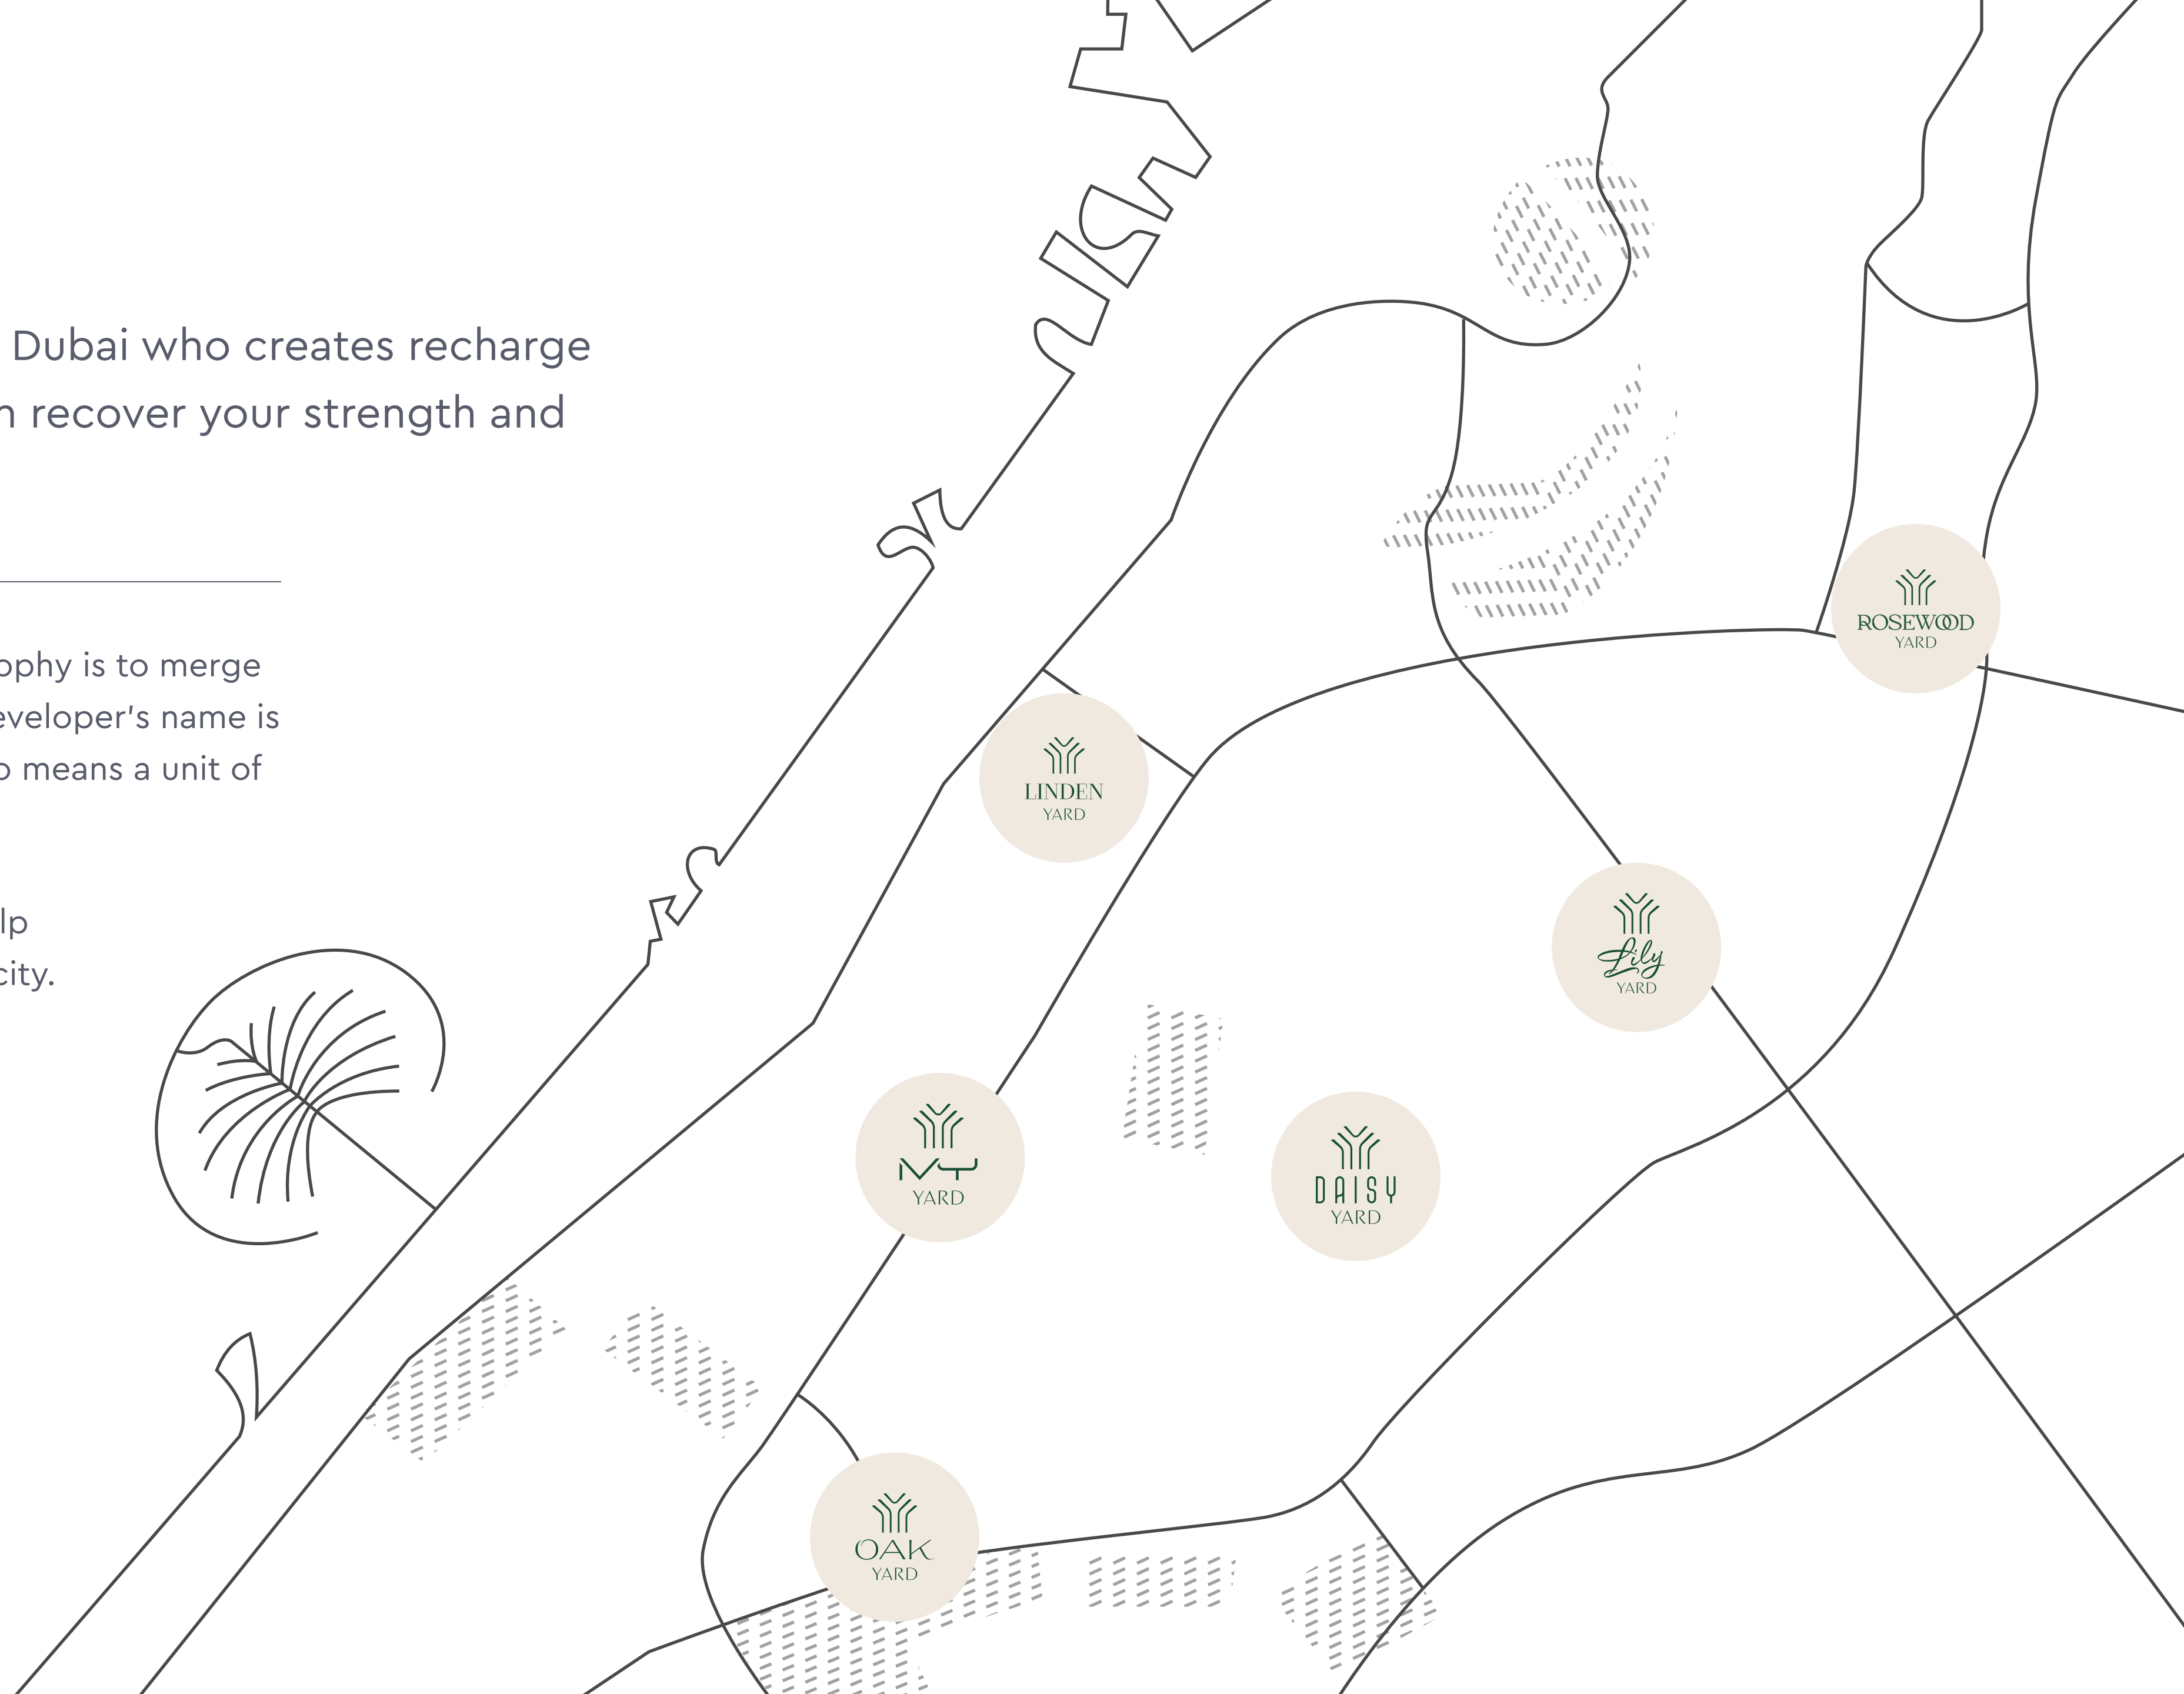 Dubai who creates recharge
recover your strength and
ophy is to merge
eveloper's name is
means a unit of
lp
city.
ROSEWOOD
YARD
LINDEN
YARD
Lily
YARD
MY
YARD
DAISY
YARD
OAK
YARD